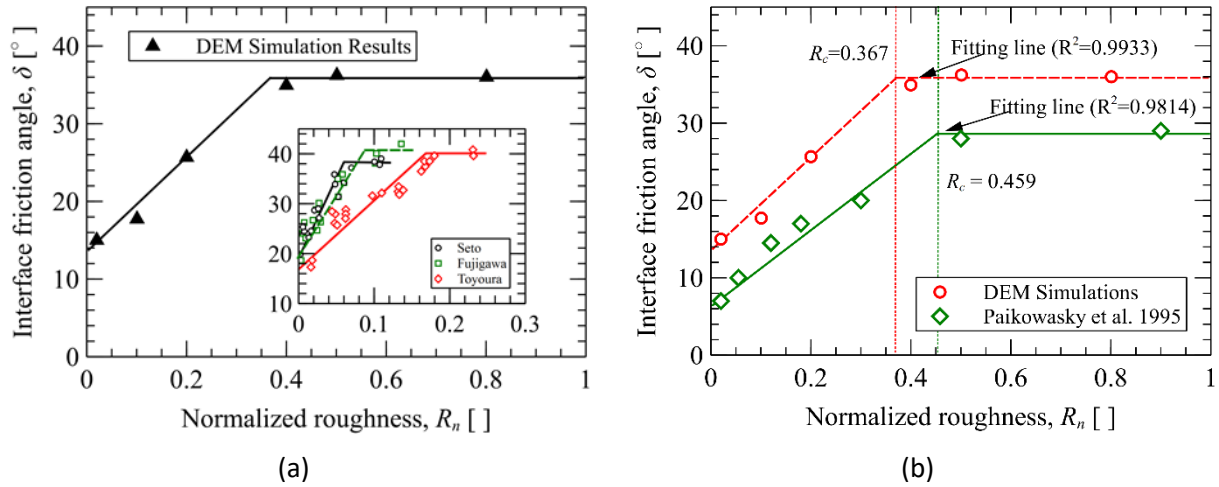 40
30
20
10
0
Interface friction angle, δ [°]
DEM Simulation Results
40
30
20
10
0
0.1
0.2
0.3
Seto
Fujigawa
Toyoura
0
0.2
0.4
0.6
0.8
1
Normalized roughness, Rₙ [ ]
(a)
40
30
20
10
0
Interface friction angle, δ [°]
R_c=0.367
Fitting line (R²=0.9933)
Fitting line (R²=0.9814)
R_c = 0.459
DEM Simulations
Paikowasky et al. 1995
0
0.2
0.4
0.6
0.8
1
Normalized roughness, Rₙ [ ]
(b)